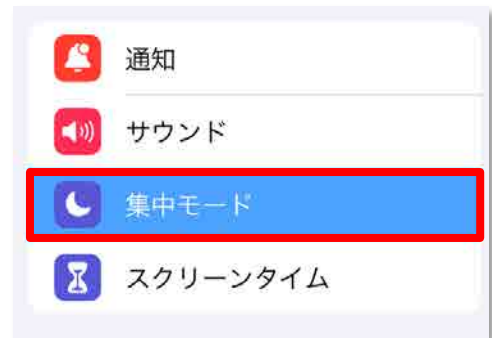 通知
サウンド
集中モード
スクリーンタイム